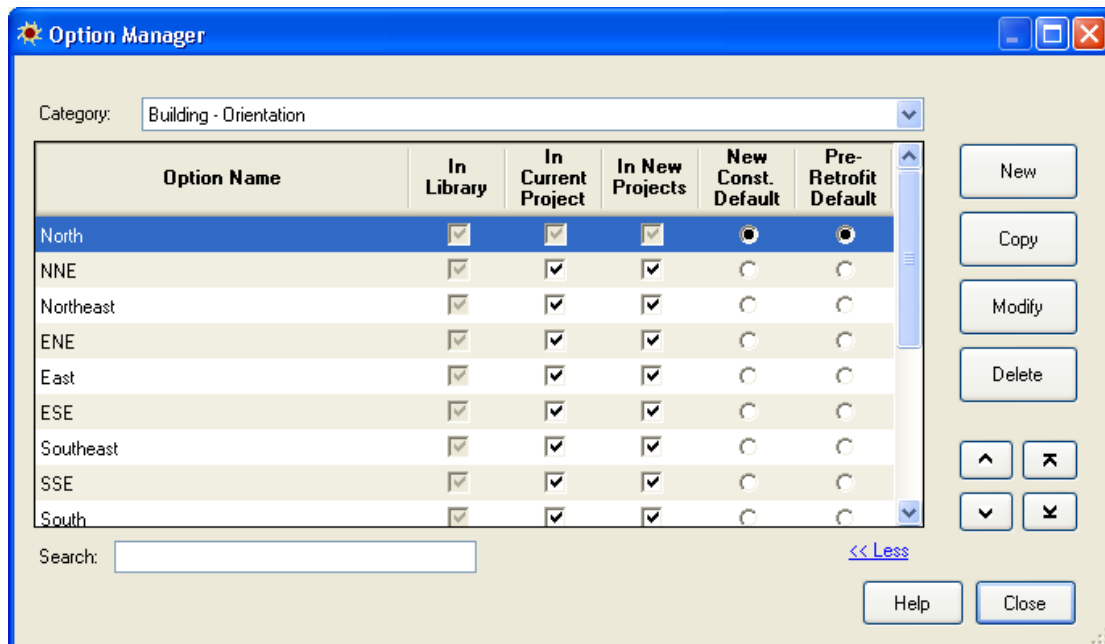 Option Manager
Category: Building - Orientation
Option Name In Library In Current Project In New Projects New Const. Default Pre-Retrofit Default
North
NNE
Northeast
ENE
East
ESE
Southeast
SSE
South
New
Copy
Modify
Delete
Search:
<< Less
Help Close